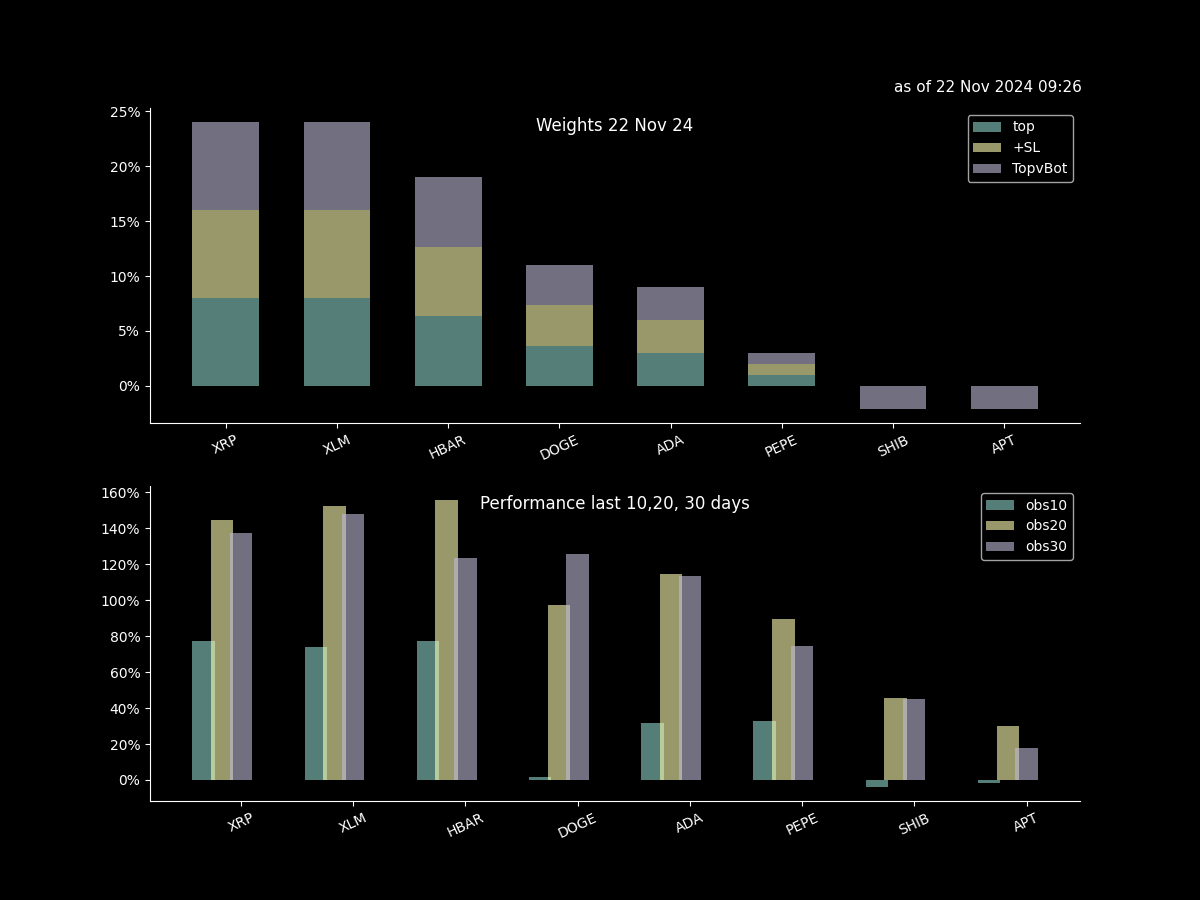 as of 22 Nov 2024 09:26
Weights 22 Nov 24
25%
20%
15%
10%
5%
0%
top
+SL
TopvBot
XRP XLM HBAR DOGE ADA PEPE SHIB APT
Performance last 10,20, 30 days
160%
140%
120%
100%
80%
60%
40%
20%
0%
obs10
obs20
obs30
XRP XLM HBAR DOGE ADA PEPE SHIB APT